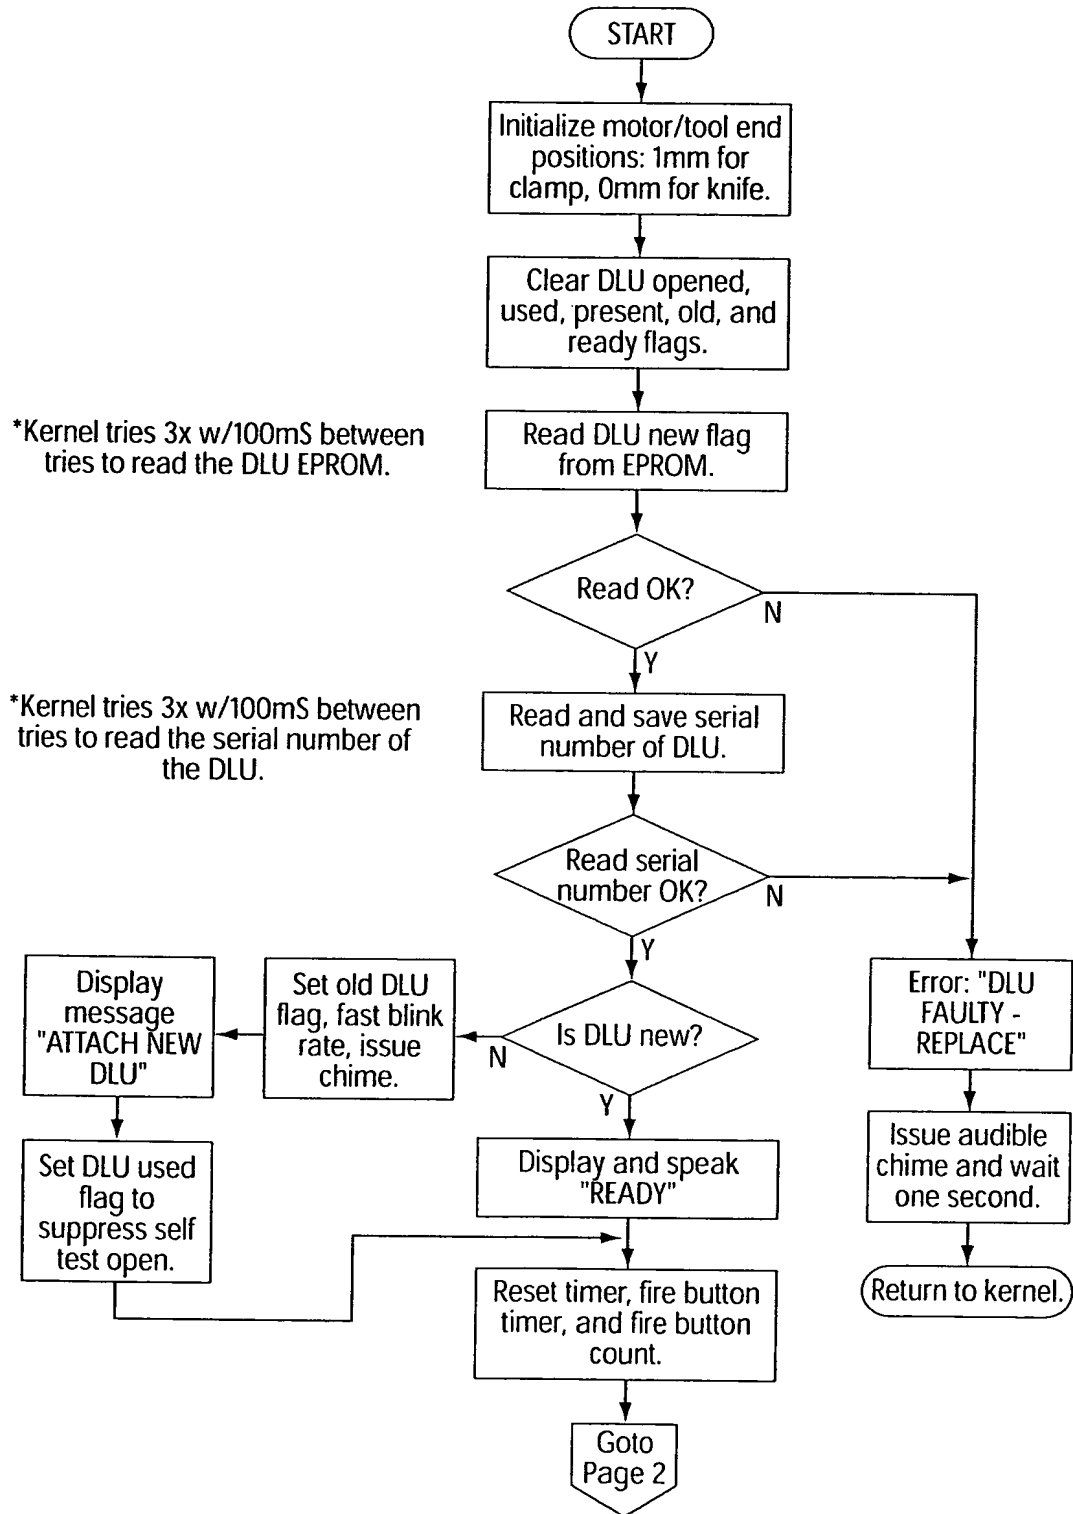 START
Initialize motor/tool end
positions: 1mm for
clamp, 0mm for knife.
Clear DLU opened,
used, present, old, and
ready flags.
*Kernel tries 3x w/100mS between
tries to read the DLU EPROM.
Read DLU new flag
from EPROM.
Read OK?
N
Y
*Kernel tries 3x w/100mS between
tries to read the serial number of
the DLU.
Read and save serial
number of DLU.
Read serial
number OK?
N
Y
Display
message
"ATTACH NEW
DLU"
Set old DLU
flag, fast blink
rate, issue
chime.
Is DLU new?
N
Y
Error: "DLU
FAULTY -
REPLACE"
Set DLU used
flag to
suppress self
test open.
Display and speak
"READY"
Issue audible
chime and wait
one second.
Reset timer, fire button
timer, and fire button
count.
Return to kernel.
Goto
Page 2